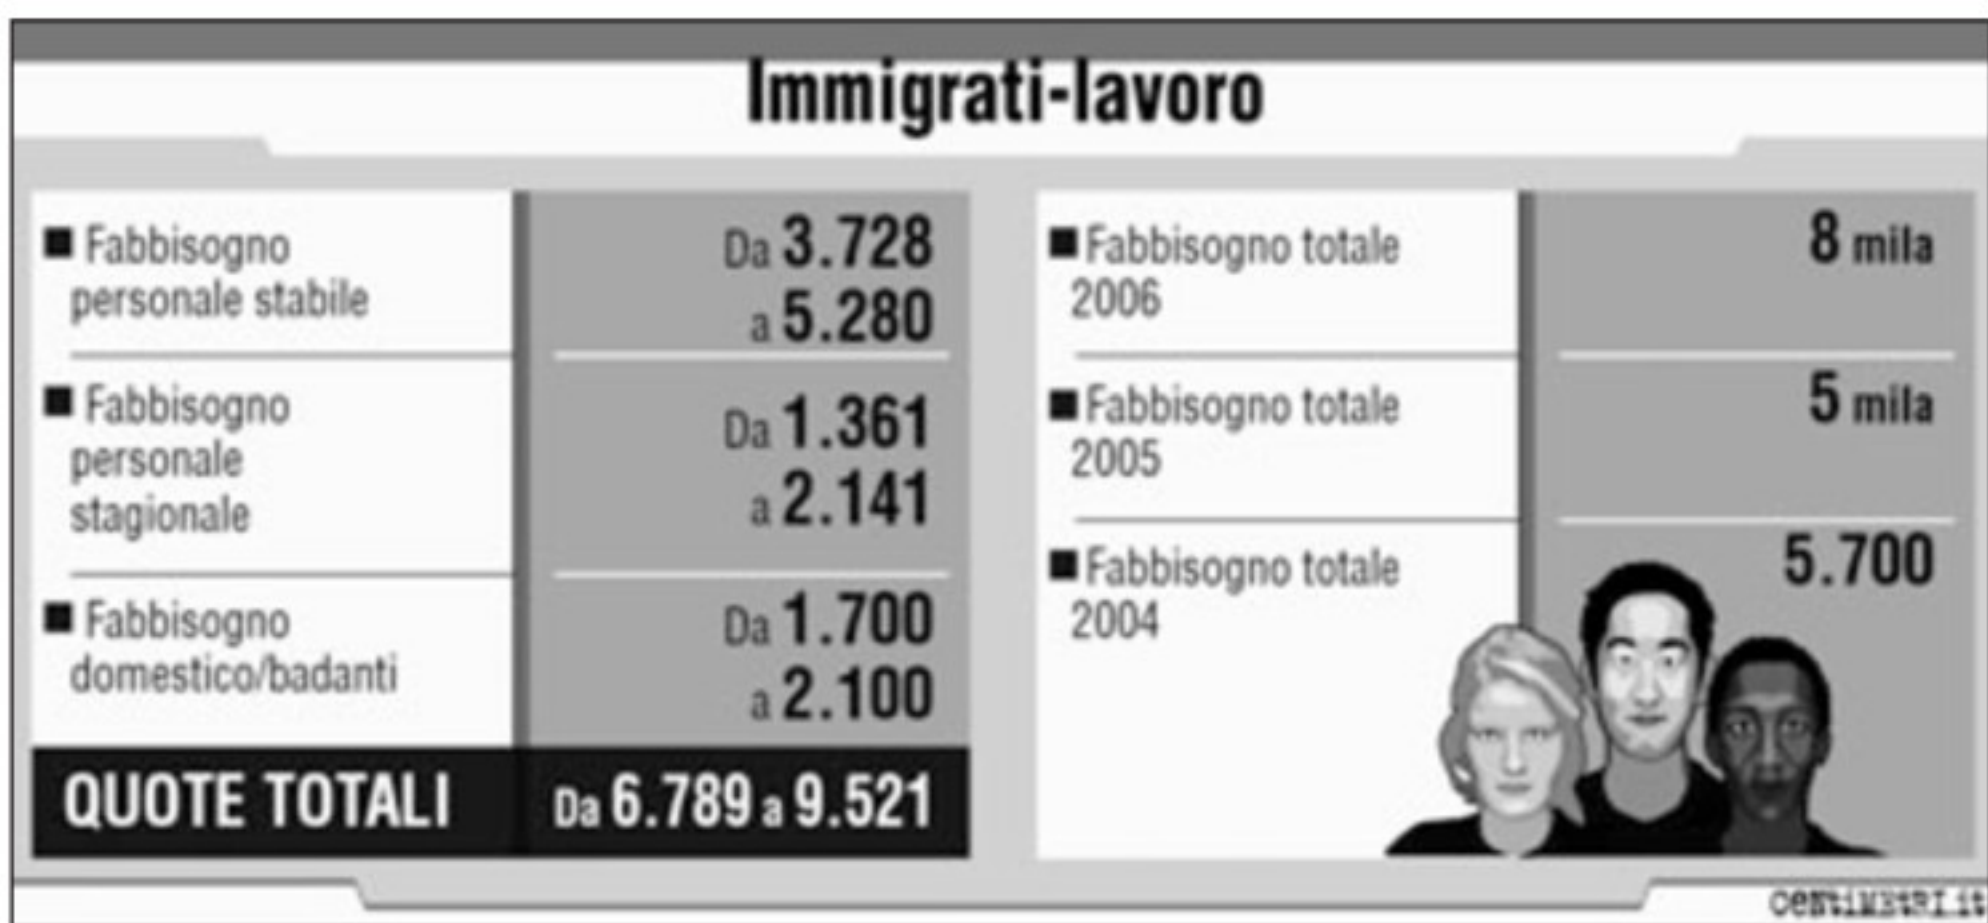 Immigrati-lavoro
■ Fabbisogno
personale stabile
Da 3.728
a 5.280
■ Fabbisogno
personale
stagionale
Da 1.361
a 2.141
■ Fabbisogno
domestico/badanti
Da 1.700
a 2.100
QUOTE TOTALI Da 6.789 a 9.521
■ Fabbisogno totale
2006
8 mila
■ Fabbisogno totale
2005
5 mila
■ Fabbisogno totale
2004
5.700
CENTIMETRI.it